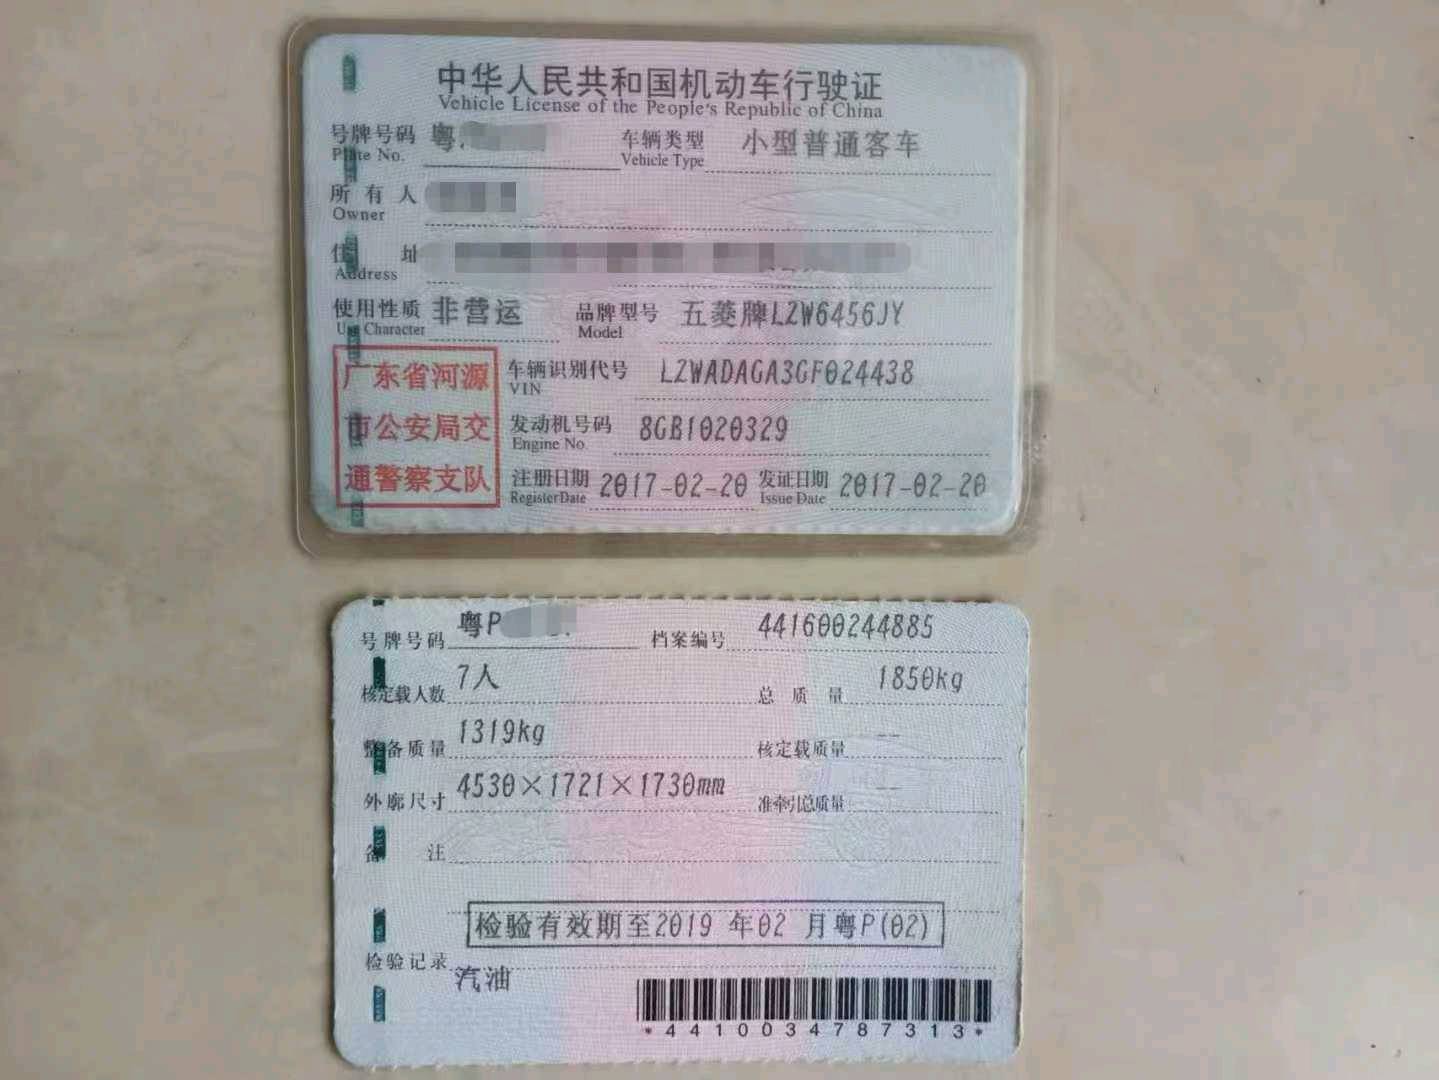 中华人民共和国机动车行驶证
Vehicle License of the People's Republic of China
号牌号码 粤 车辆类型 小型普通客车
Plate No. Vehicle Type
所有人
Owner
住址
Address
使用性质 非营运 品牌型号 五菱牌LZW6456JY
Use Character Model
广东省河源
市公安局交
通警察支队
车辆识别代号 LZWADAGA3GF024438
VIN
发动机号码 8GB1020329
Engine No.
注册日期 2017-02-20 发证日期 2017-02-20
Register Date Issue Date
号牌号码 粤P 档案编号 441600244885
核定载人数 7人 总质量 1850kg
整备质量 1319kg 核定载质量 --
外廓尺寸 4530×1721×1730mm 准牵引总质量 --
备注
检验有效期至2019 年02 月粤P(02)
检验记录
汽油
*4410034787313*